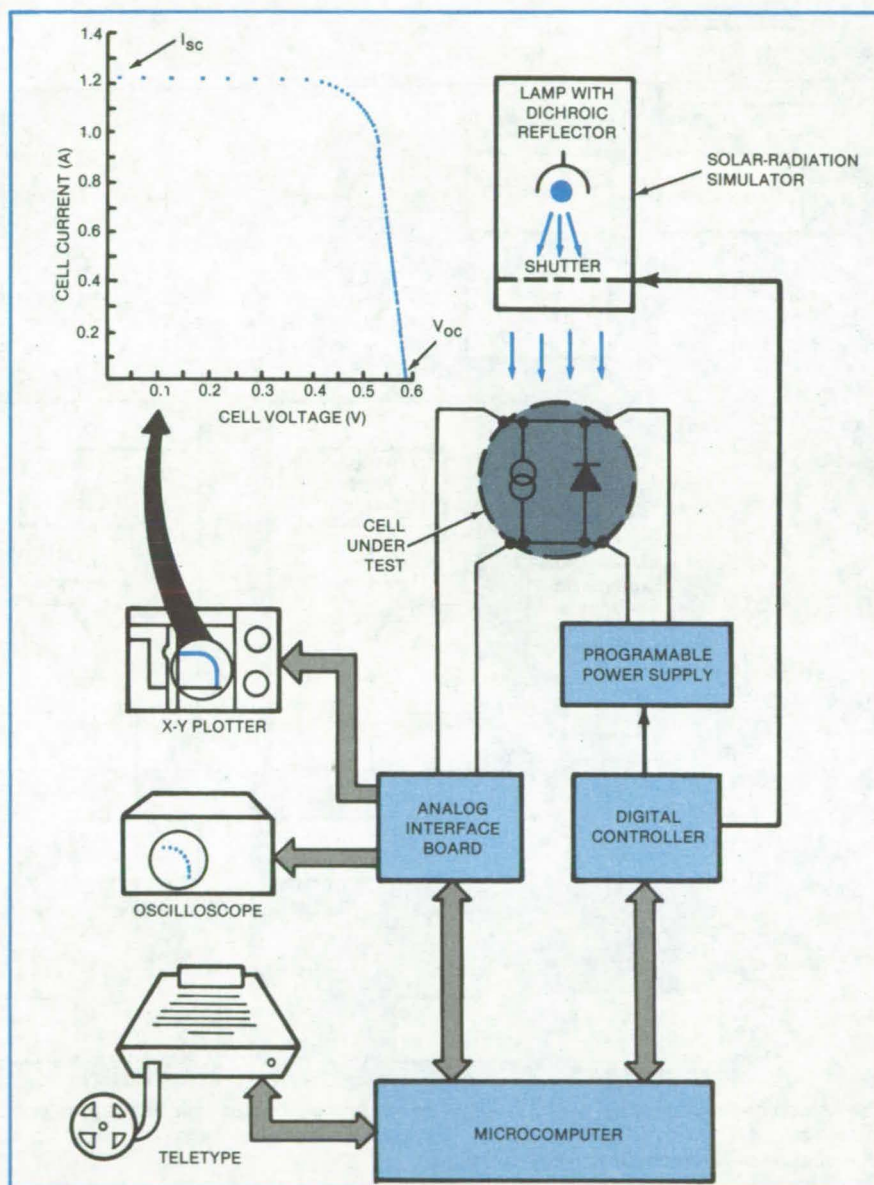 1.4
1.2
1.0
0.8
0.6
0.4
0.2
0.1
0.2
0.3
0.4
0.5
0.6
CELL CURRENT (A)
CELL VOLTAGE (V)
ISC
VOC
LAMP WITH
DICHROIC
REFLECTOR
SHUTTER
SOLAR-RADIATION
SIMULATOR
CELL
UNDER
TEST
PROGRAMABLE
POWER SUPPLY
X-Y PLOTTER
ANALOG
INTERFACE
BOARD
DIGITAL
CONTROLLER
OSCILLOSCOPE
TELETYPE
MICROCOMPUTER